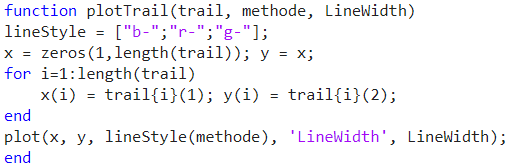 function plotTrail(trail, methode, LineWidth)
lineStyle = ["b-";"r-";"g-"];
x = zeros(1,length(trail)); y = x;
for i=1:length(trail)
    x(i) = trail{i}(1); y(i) = trail{i}(2);
end
plot(x, y, lineStyle(methode), 'LineWidth', LineWidth);
end